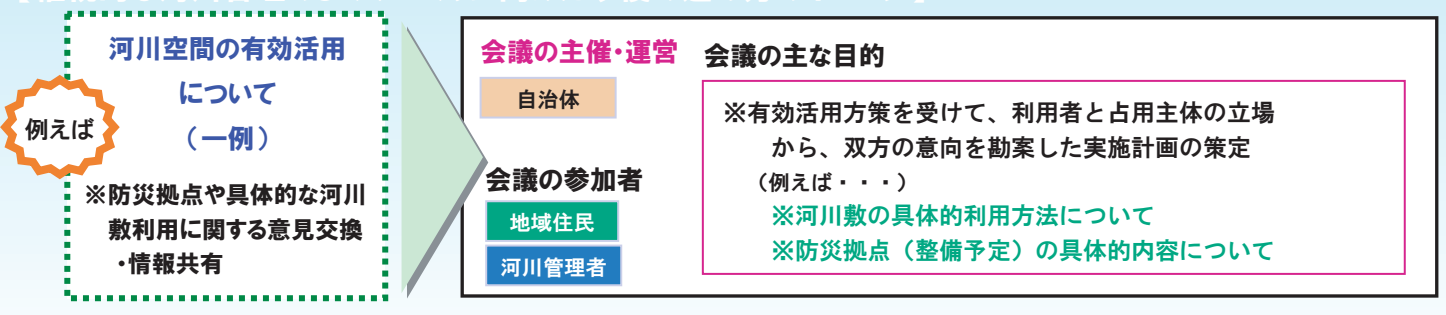 例えば
河川空間の有効活用
について
(一例)
※防災拠点や具体的な河川
敷利用に関する意見交換
・情報共有
会議の主催・運営
自治体
会議の参加者
地域住民
河川管理者
会議の主な目的
※有効活用方策を受けて、利用者と占用主体の立場
から、双方の意向を勘案した実施計画の策定
(例えば・・・)
※河川敷の具体的利用方法について
※防災拠点(整備予定)の具体的内容について